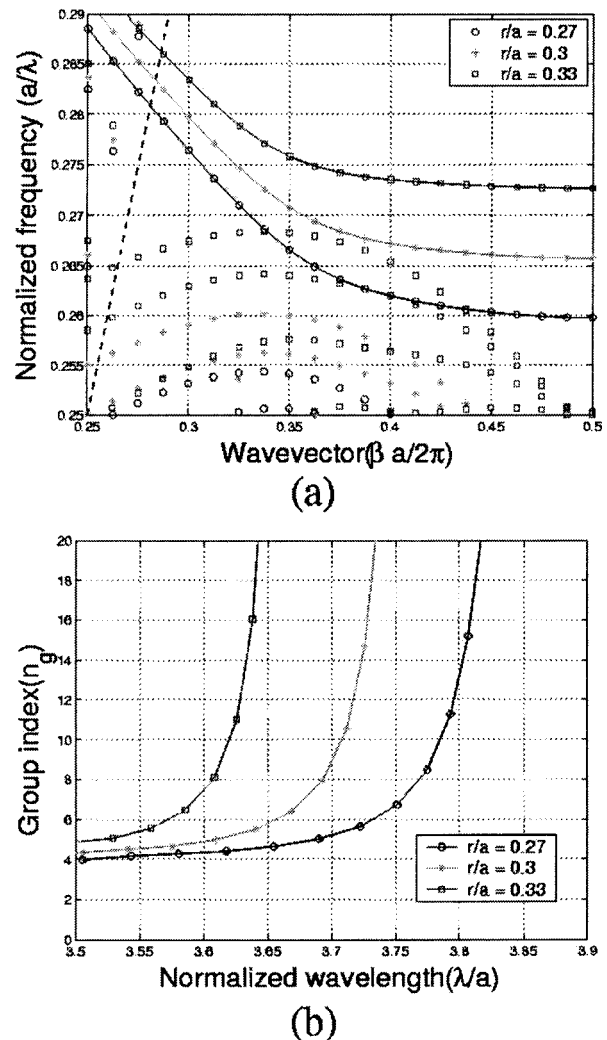 0.29
0.285
0.28
0.275
0.27
0.265
0.26
0.255
0.25
Normalized frequency (a/λ)
r/a = 0.27
r/a = 0.3
r/a = 0.33
0.25 0.3 0.35 0.4 0.45 0.5
Wavevector(β a/2π)
(a)
20
18
16
14
12
10
8
6
4
2
0
Group index(n_g)
r/a = 0.27
r/a = 0.3
r/a = 0.33
3.5 3.55 3.6 3.65 3.7 3.75 3.8 3.85 3.9
Normalized wavelength(λ/a)
(b)